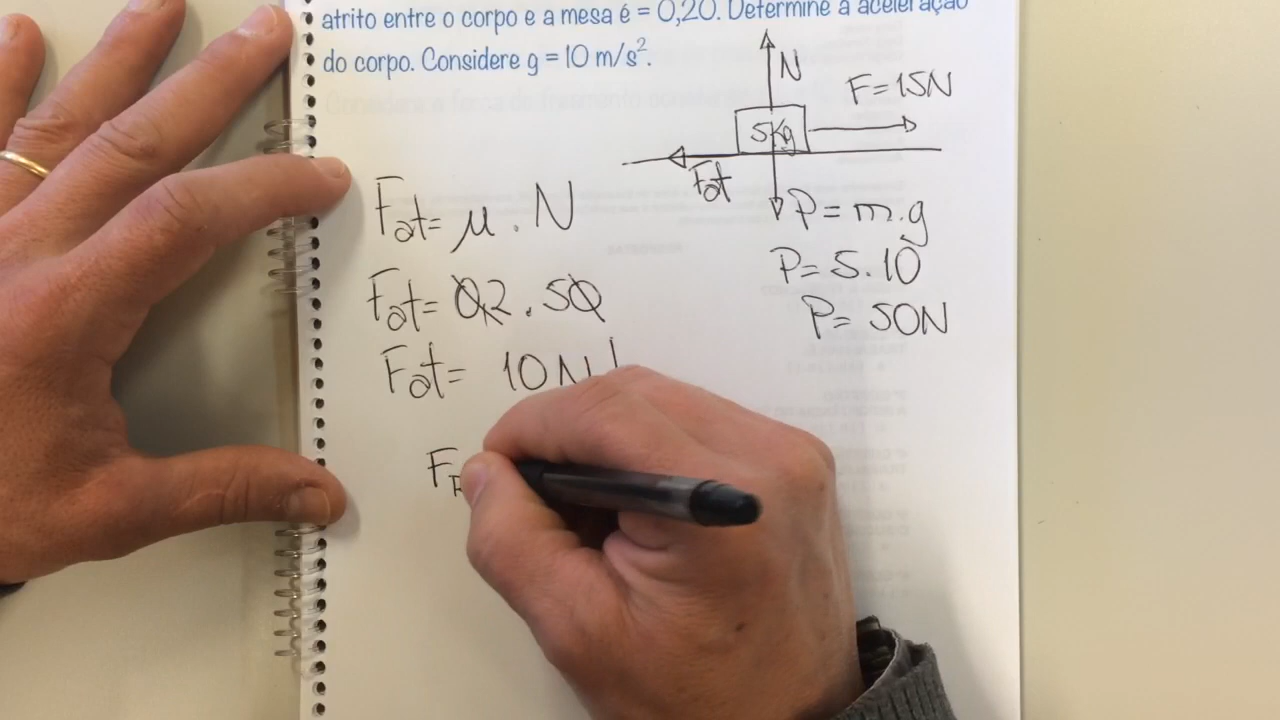 atrito entre o corpo e a mesa é = 0,20. Determine a aceleração
do corpo. Considere g = 10 m/s².
N
F=15N
5Kg
Fat
P=m.g
P=5.10
P=50N
Fat=μ.N
Fat=0,2.50
Fat= 10N
F